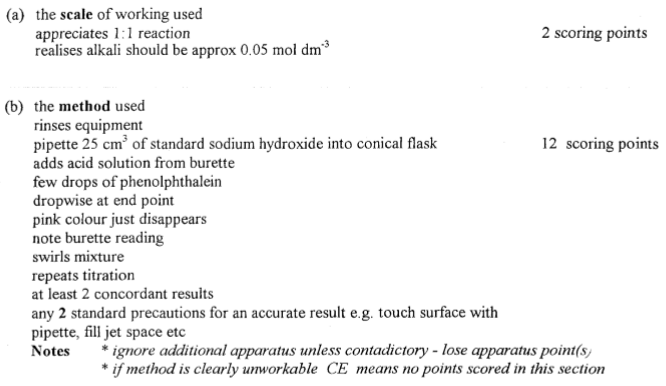 (a) the scale of working used
appreciates 1:1 reaction 2 scoring points
realises alkali should be approx 0.05 mol dm⁻³
(b) the method used
rinses equipment
pipette 25 cm³ of standard sodium hydroxide into conical flask 12 scoring points
adds acid solution from burette
few drops of phenolphthalein
dropwise at end point
pink colour just disappears
note burette reading
swirls mixture
repeats titration
at least 2 concordant results
any 2 standard precautions for an accurate result e.g. touch surface with
pipette, fill jet space etc
Notes * ignore additional apparatus unless contadictory - lose apparatus point(s)
* if method is clearly unworkable CE means no points scored in this section